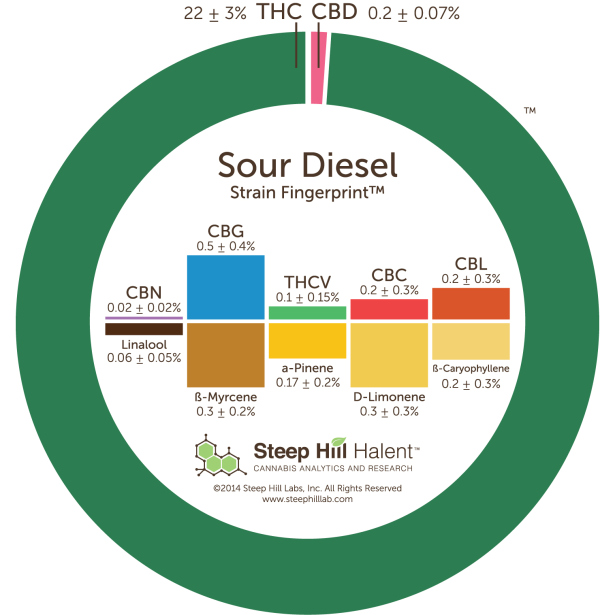 22 ± 3% THC CBD 0.2 ± 0.07%
™
Sour Diesel
Strain Fingerprint™
CBG
0.5 ± 0.4%
CBN
0.02 ± 0.02%
THCV
0.1 ± 0.15%
CBC
0.2 ± 0.3%
CBL
0.2 ± 0.3%
Linalool
0.06 ± 0.05%
ß-Myrcene
0.3 ± 0.2%
a-Pinene
0.17 ± 0.2%
D-Limonene
0.3 ± 0.3%
ß-Caryophyllene
0.2 ± 0.3%
Steep Hill Halent™
CANNABIS ANALYTICS AND RESEARCH
©2014 Steep Hill Labs, Inc. All Rights Reserved
www.steephilllab.com